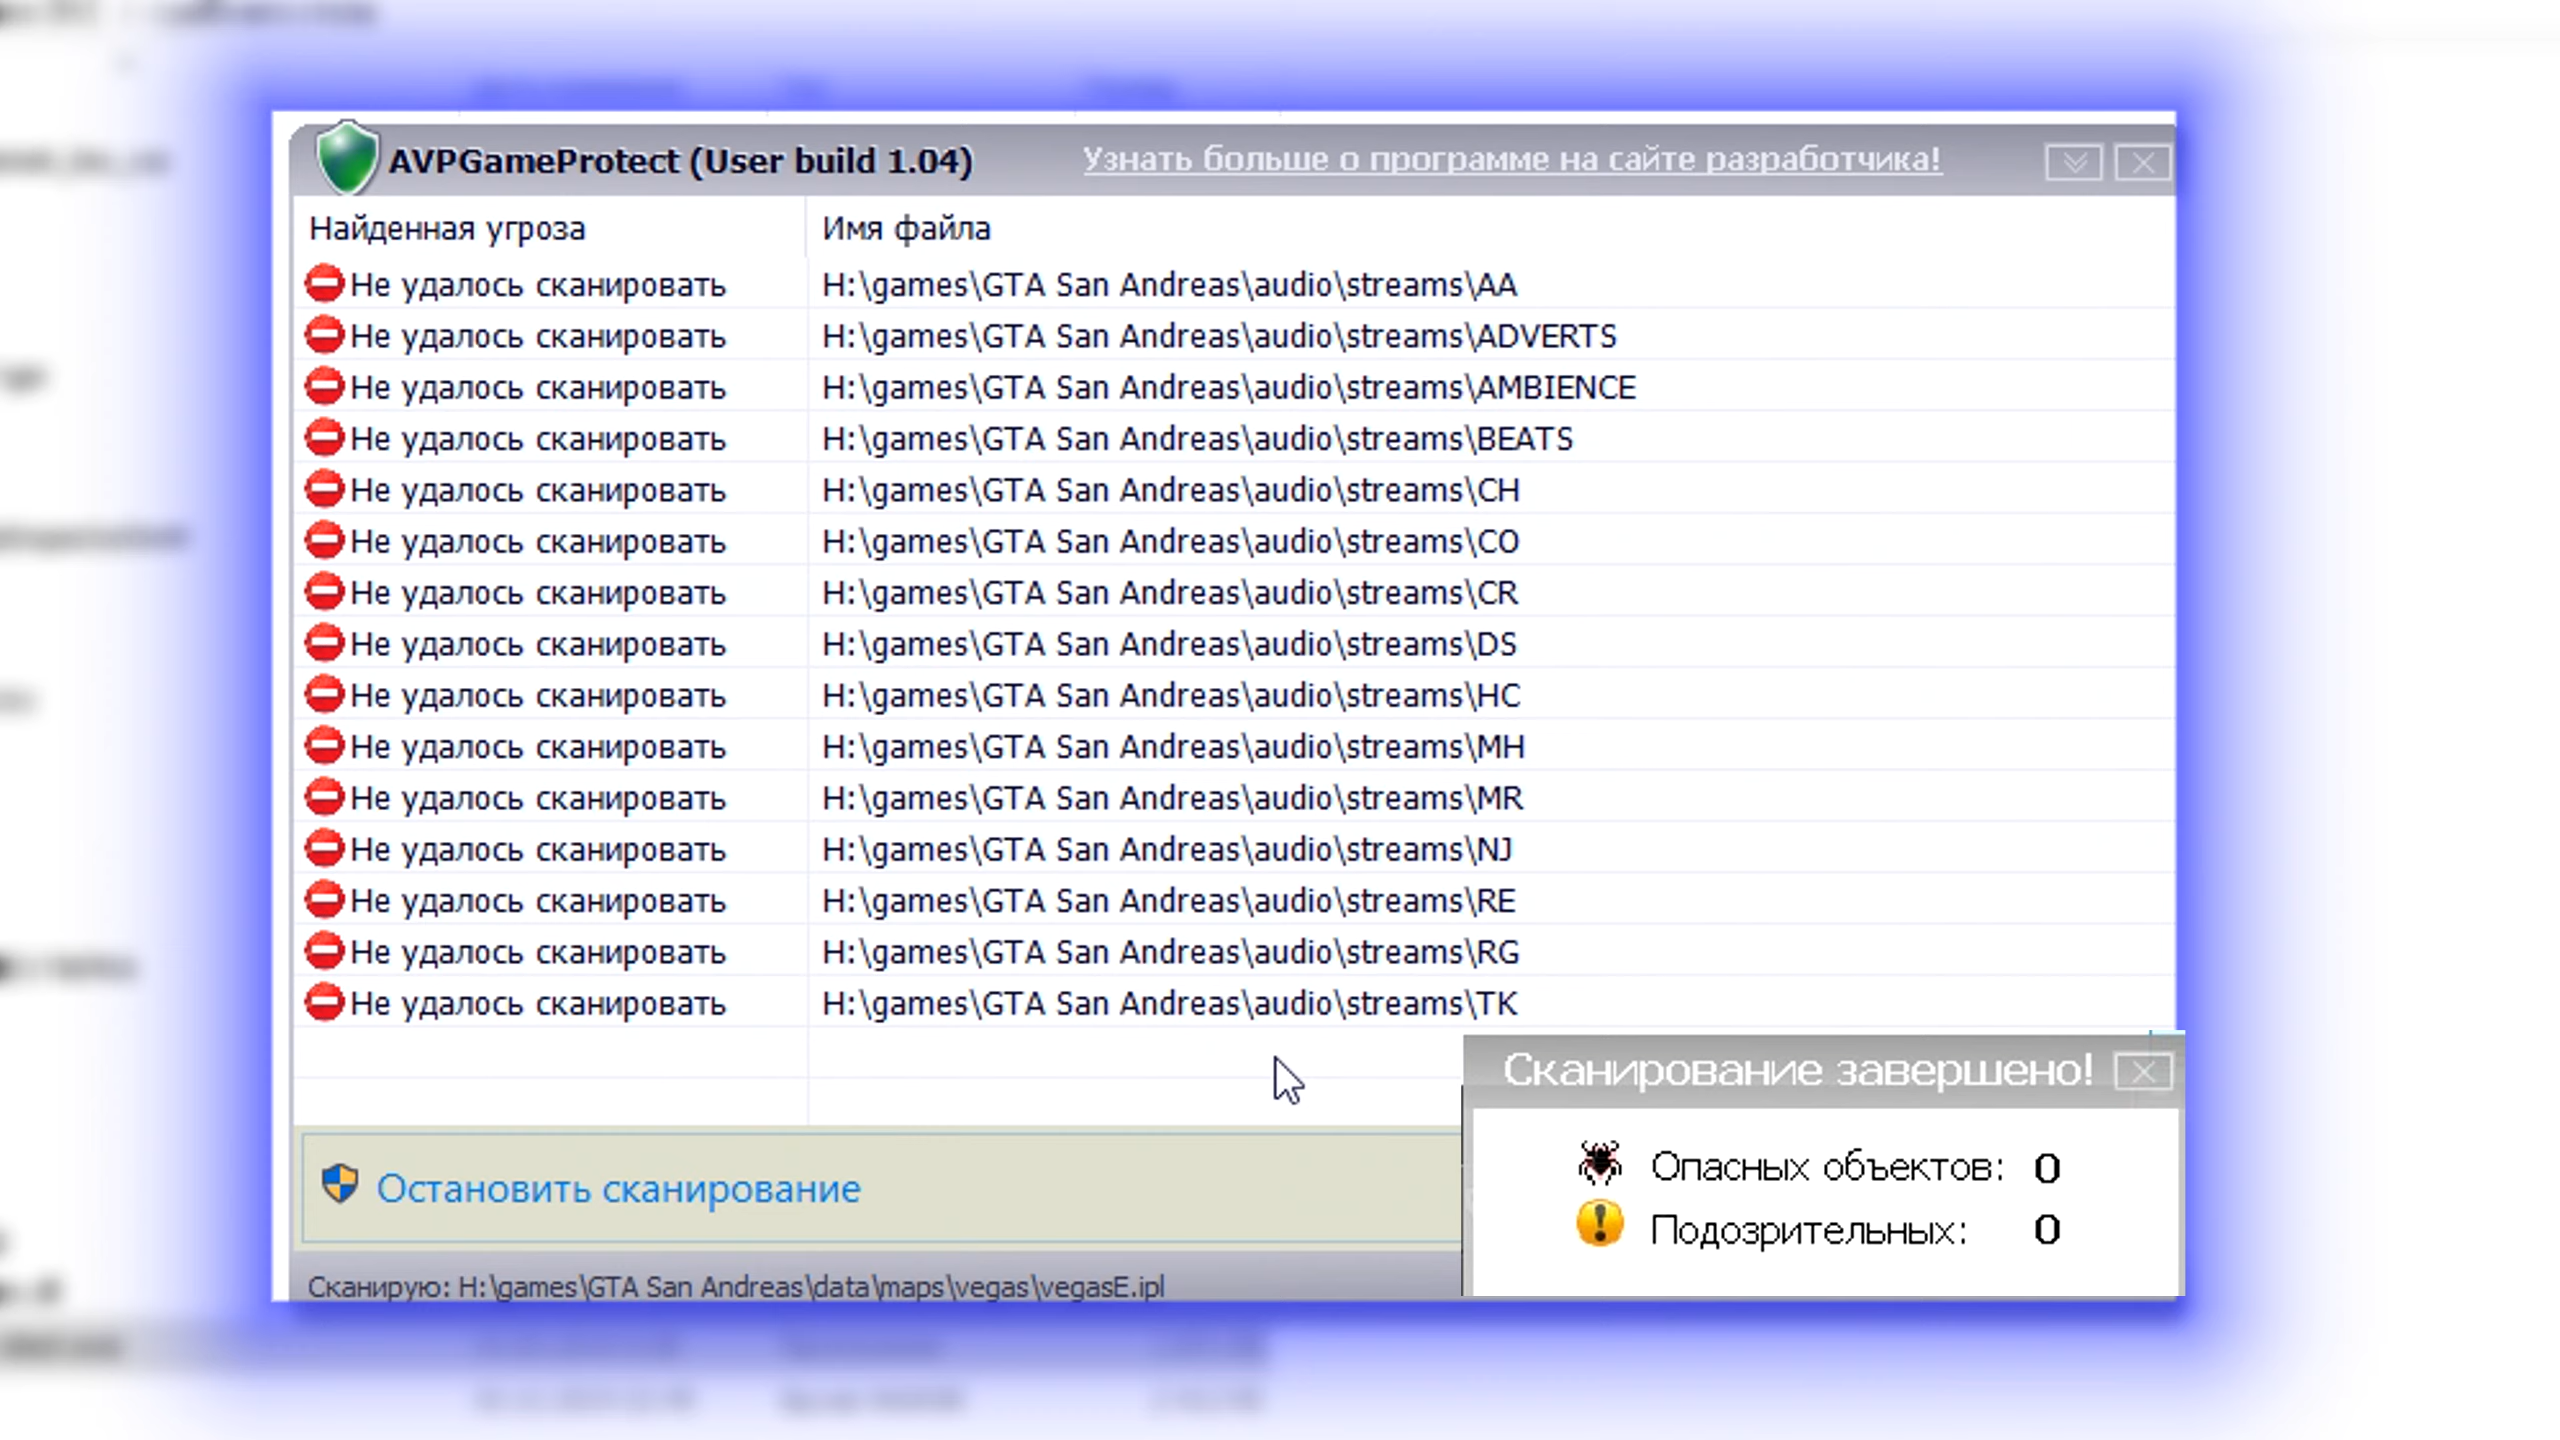 AVPGameProtect (User build 1.04) Узнать больше о программе на сайте разработчика!
Найденная угроза Имя файла
Не удалось сканировать H:\games\GTA San Andreas\audio\streams\AA
Не удалось сканировать H:\games\GTA San Andreas\audio\streams\ADVERTS
Не удалось сканировать H:\games\GTA San Andreas\audio\streams\AMBIENCE
Не удалось сканировать H:\games\GTA San Andreas\audio\streams\BEATS
Не удалось сканировать H:\games\GTA San Andreas\audio\streams\CH
Не удалось сканировать H:\games\GTA San Andreas\audio\streams\CO
Не удалось сканировать H:\games\GTA San Andreas\audio\streams\CR
Не удалось сканировать H:\games\GTA San Andreas\audio\streams\DS
Не удалось сканировать H:\games\GTA San Andreas\audio\streams\HC
Не удалось сканировать H:\games\GTA San Andreas\audio\streams\MH
Не удалось сканировать H:\games\GTA San Andreas\audio\streams\MR
Не удалось сканировать H:\games\GTA San Andreas\audio\streams\NJ
Не удалось сканировать H:\games\GTA San Andreas\audio\streams\RE
Не удалось сканировать H:\games\GTA San Andreas\audio\streams\RG
Не удалось сканировать H:\games\GTA San Andreas\audio\streams\TK
Сканирование завершено!
Опасных объектов: 0
Подозрительных: 0
Остановить сканирование
Сканирую: H:\games\GTA San Andreas\data\maps\vegas\vegasE.ipl